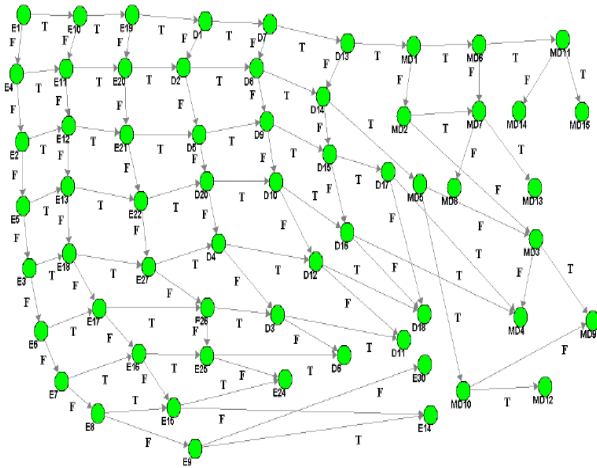 E1 T E10 T E19 T D1 T D7 T
F F F F F
D13 T MD1 T MD6 T MD11
F F F F T
E4 T E11 T E20 T D2 T D8 T
F F F F F
D14 T MD2 T MD7 MD14 MD15
F F T
E2 T E12 T E21 T D5 T D9 T
F F F F F
D15 T D17 T MD5 MD8 MD13
E5 T E13 T E22 T D20 T D10 T
F F F F F
D16 T F T MD3
F T
E3 T E18 T E27 T D4 T D12 T
F F F F F
D18 MD4 MD9
E6 T E17 T E26 T D3 T D11
F F F F
E7 T E16 T E25 T D6
F F F F
E24 E30 MD10 T MD12
E8 T E15 T F E14
F F
E9 T